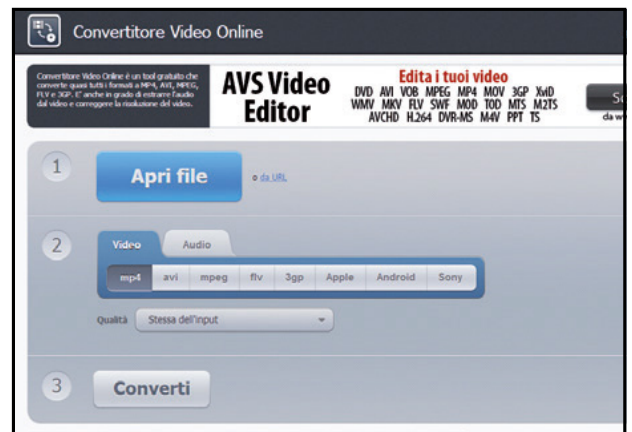 Convertitore Video Online
Convertitore Video Online è un tool gratuito che
converte quasi tutti i formati a MP4, AVI, MPEG,
FLV e 3GP. E' anche in grado di estrarre l'audio
dal video e correggere la risoluzione del video.
AVS Video
Editor
Edita i tuoi video
DVD AVI VOB MPEG MP4 MOV 3GP XviD
WMV MKV FLV SWF MOD TOD MTS M2TS
AVCHD H.264 DVR-MS M4V PPT TS
da
1
Apri file
o da URL
2
Video Audio
mp4 avi mpeg flv 3gp Apple Android Sony
Qualità Stessa dell'input
3
Converti